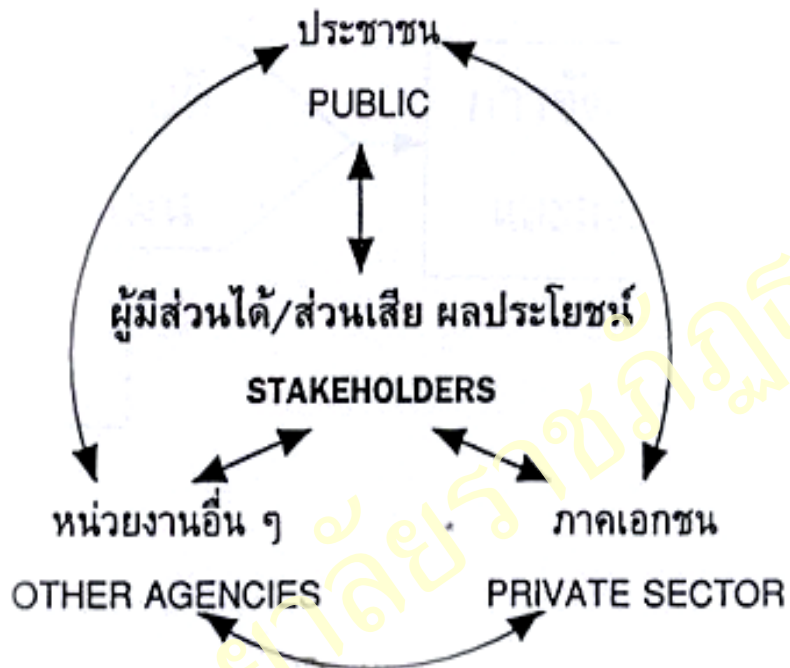 ประชาชน
PUBLIC
ผู้มีส่วนได้/ส่วนเสีย ผลประโยชน์
STAKEHOLDERS
หน่วยงานอื่น ๆ
ภาคเอกชน
OTHER AGENCIES
PRIVATE SECTOR